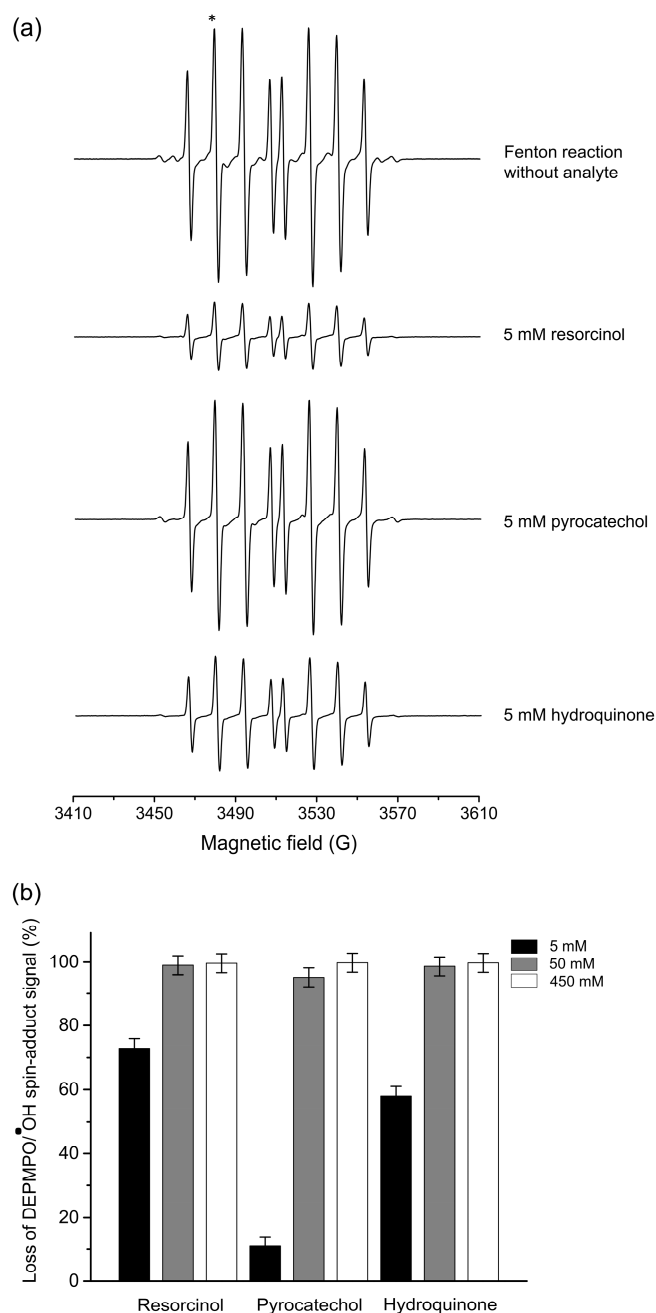 (a)
*
Fenton reaction
without analyte
5 mM resorcinol
5 mM pyrocatechol
5 mM hydroquinone
3410 3450 3490 3530 3570 3610
Magnetic field (G)
(b)
Loss of DEPMPO/•OH spin-adduct signal (%)
100
80
60
40
20
0
5 mM
50 mM
450 mM
Resorcinol Pyrocatechol Hydroquinone